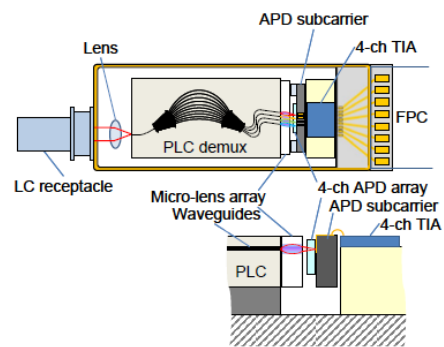 APD subcarrier
Lens
4-ch TIA
PLC demux
FPC
LC receptacle
Micro-lens array
Waveguides
4-ch APD array
APD subcarrier
4-ch TIA
PLC